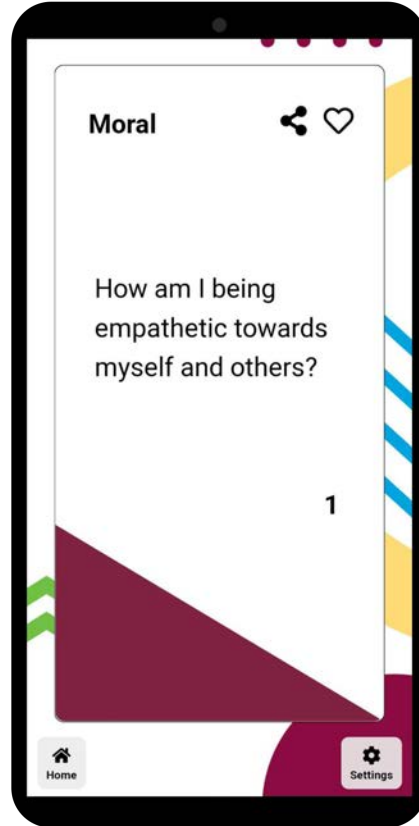 Moral
How am I being
empathetic towards
myself and others?
1
Home
Settings